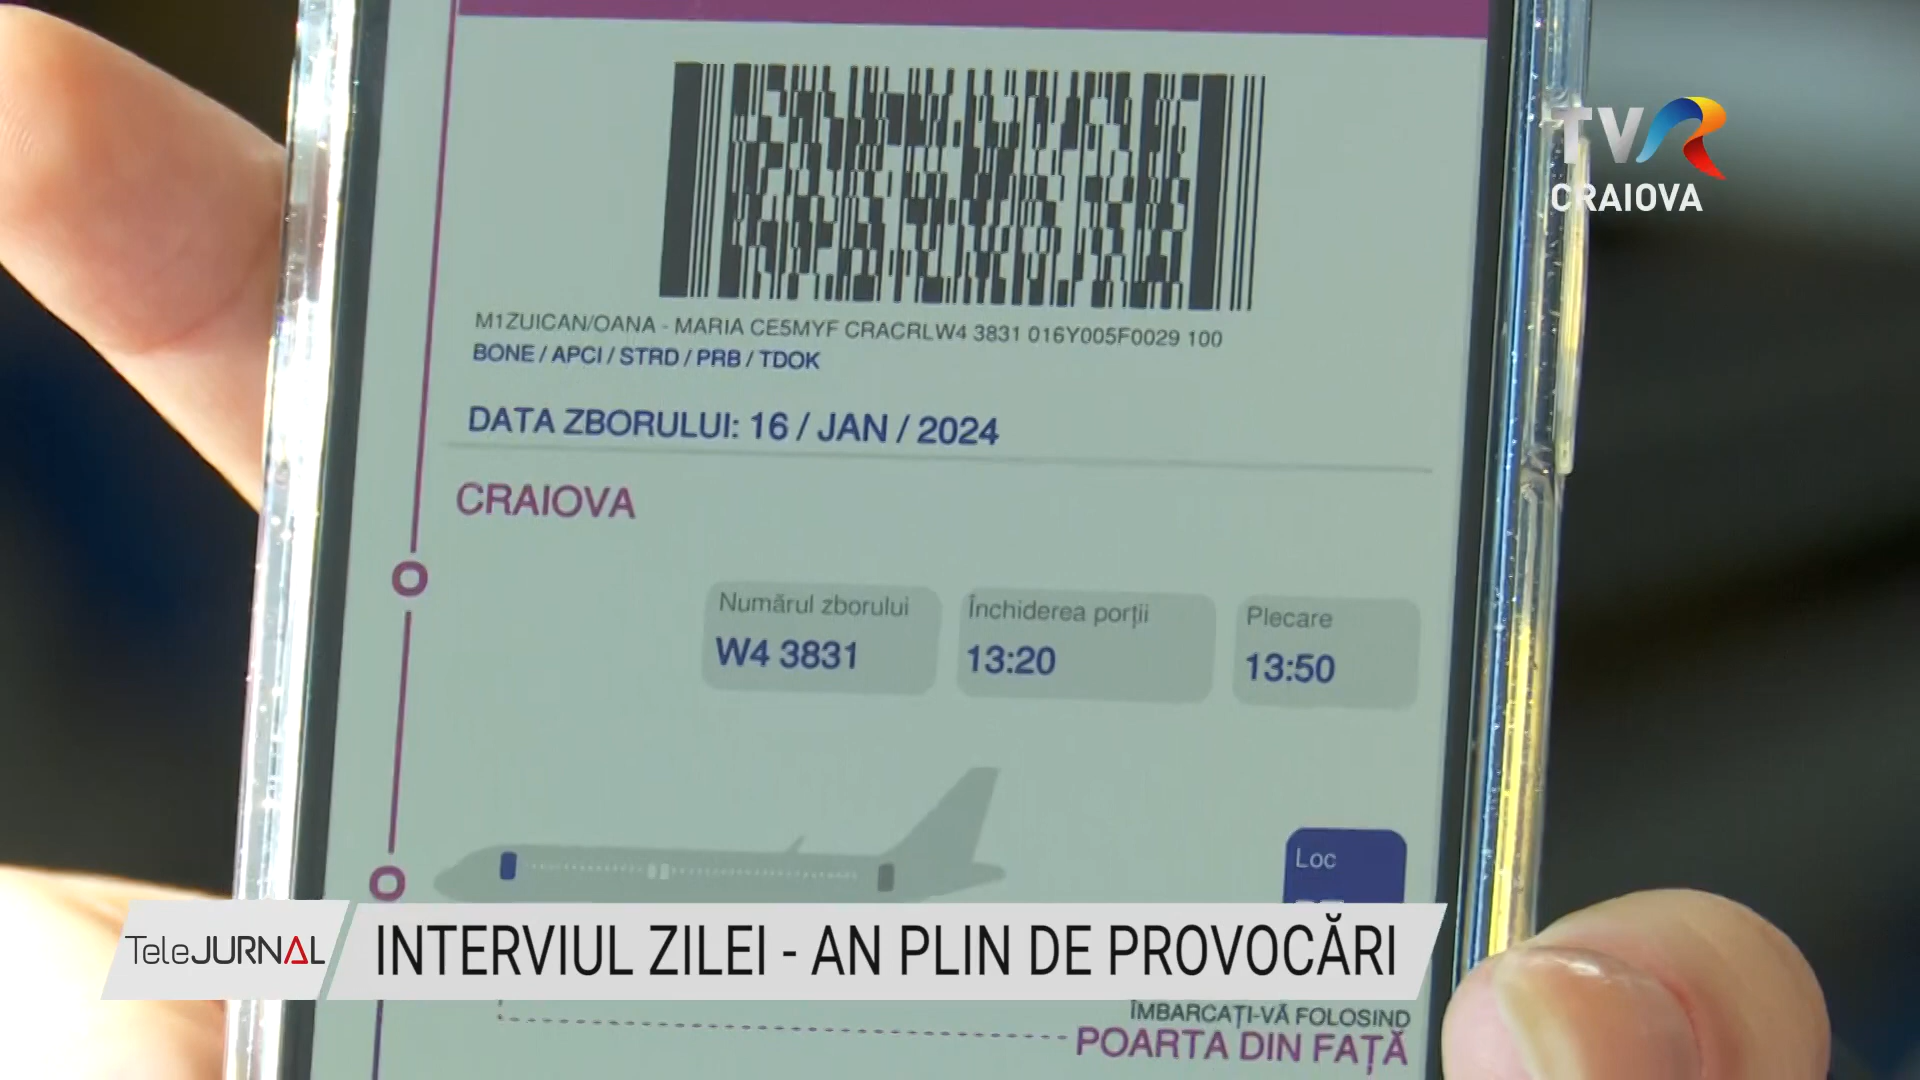 TVR
CRAIOVA
M1ZUICAN/OANA - MARIA CE5MYF CRACRLW4 3831 016Y005F0029 100
BONE / APCI / STRD / PRB / TDOK
DATA ZBORULUI: 16 / JAN / 2024
CRAIOVA
Numărul zborului
W4 3831
Închiderea porții
13:20
Plecare
13:50
Loc
TeleJURNAL
INTERVIUL ZILEI - AN PLIN DE PROVOCĂRI
ÎMBARCAȚI-VĂ FOLOSIND
POARTA DIN FAȚĂ